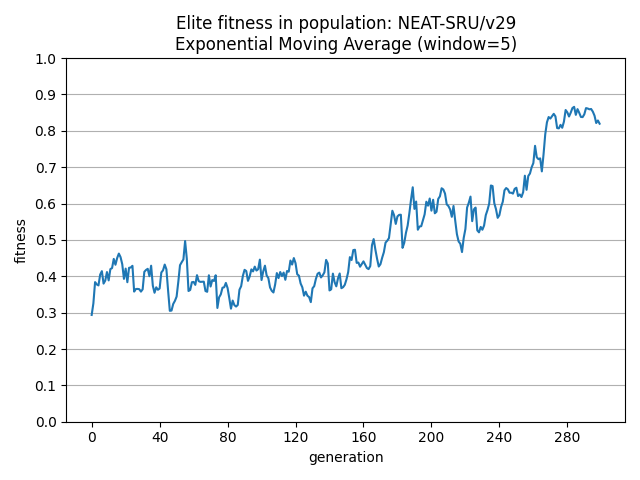 Elite fitness in population: NEAT-SRU/v29
Exponential Moving Average (window=5)
1.0
0.9
0.8
0.7
0.6
0.5
0.4
0.3
0.2
0.1
0.0
fitness
0 40 80 120 160 200 240 280
generation